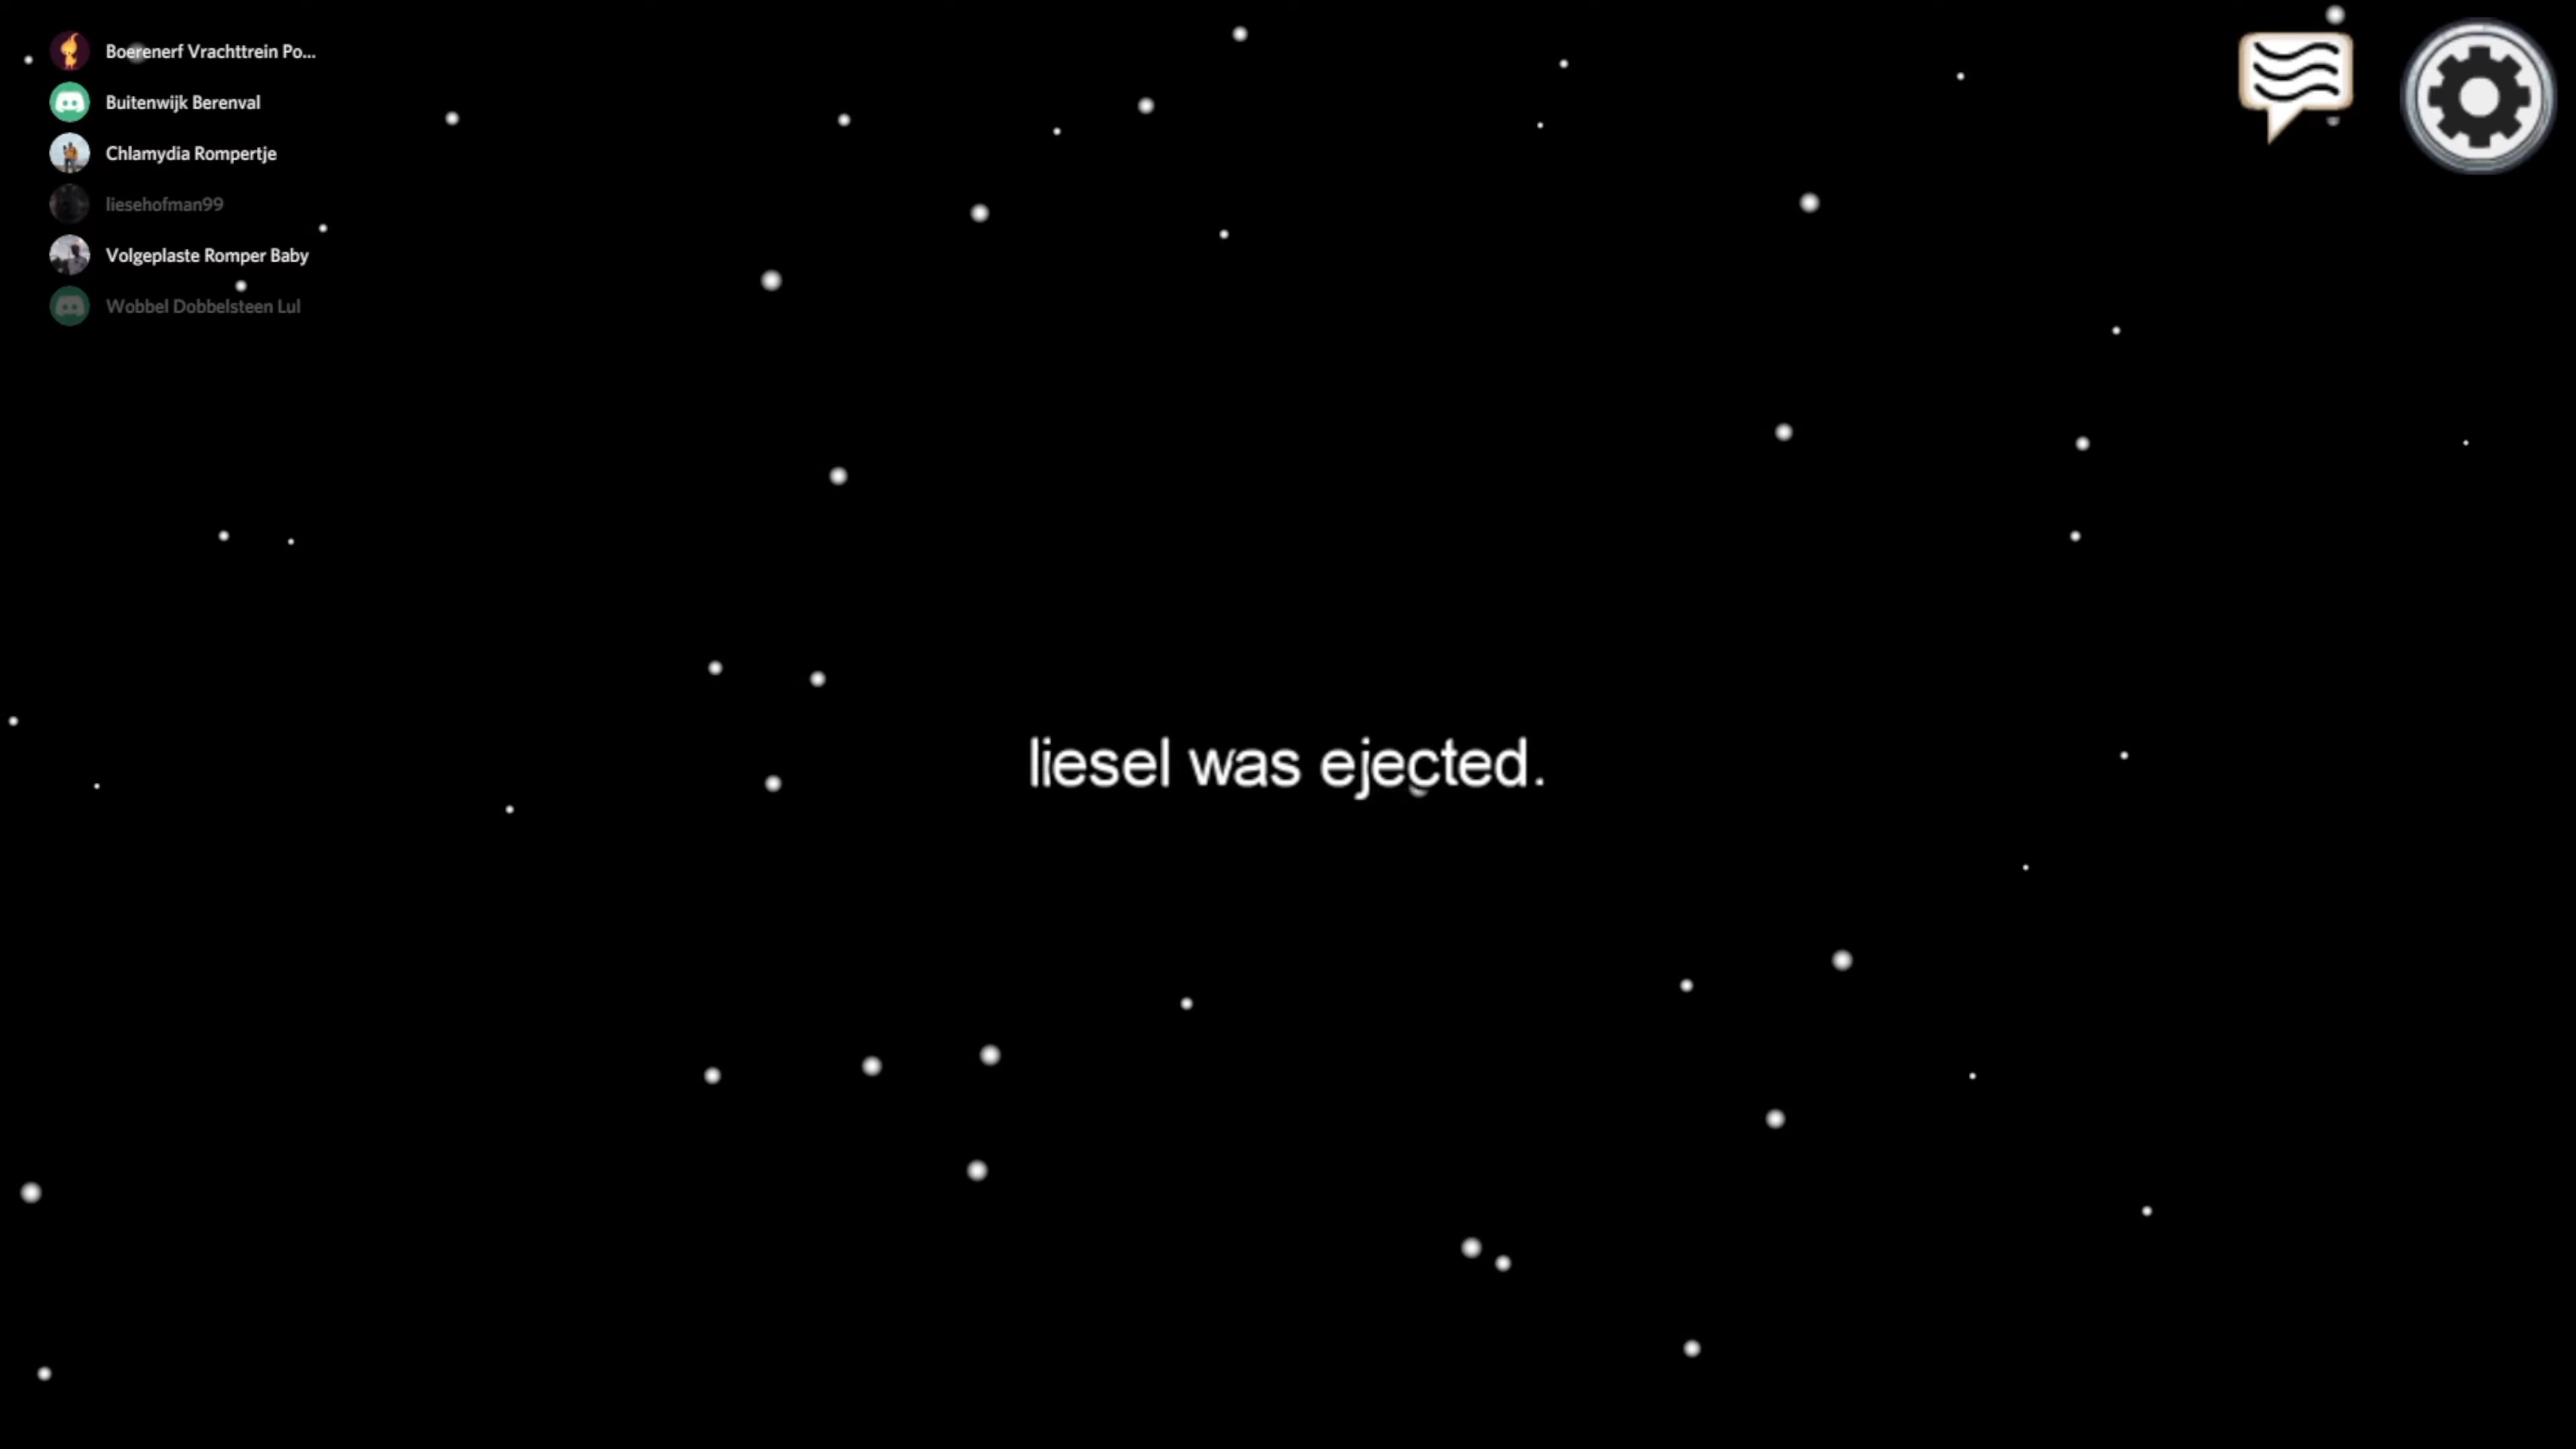 Boerenerf Vrachttrein Po...
Buitenwijk Berenval
Chlamydia Rompertje
liesehofman99
Volgeplaste Romper Baby
Wobbel Dobbelsteen Lul
liesel was ejected.